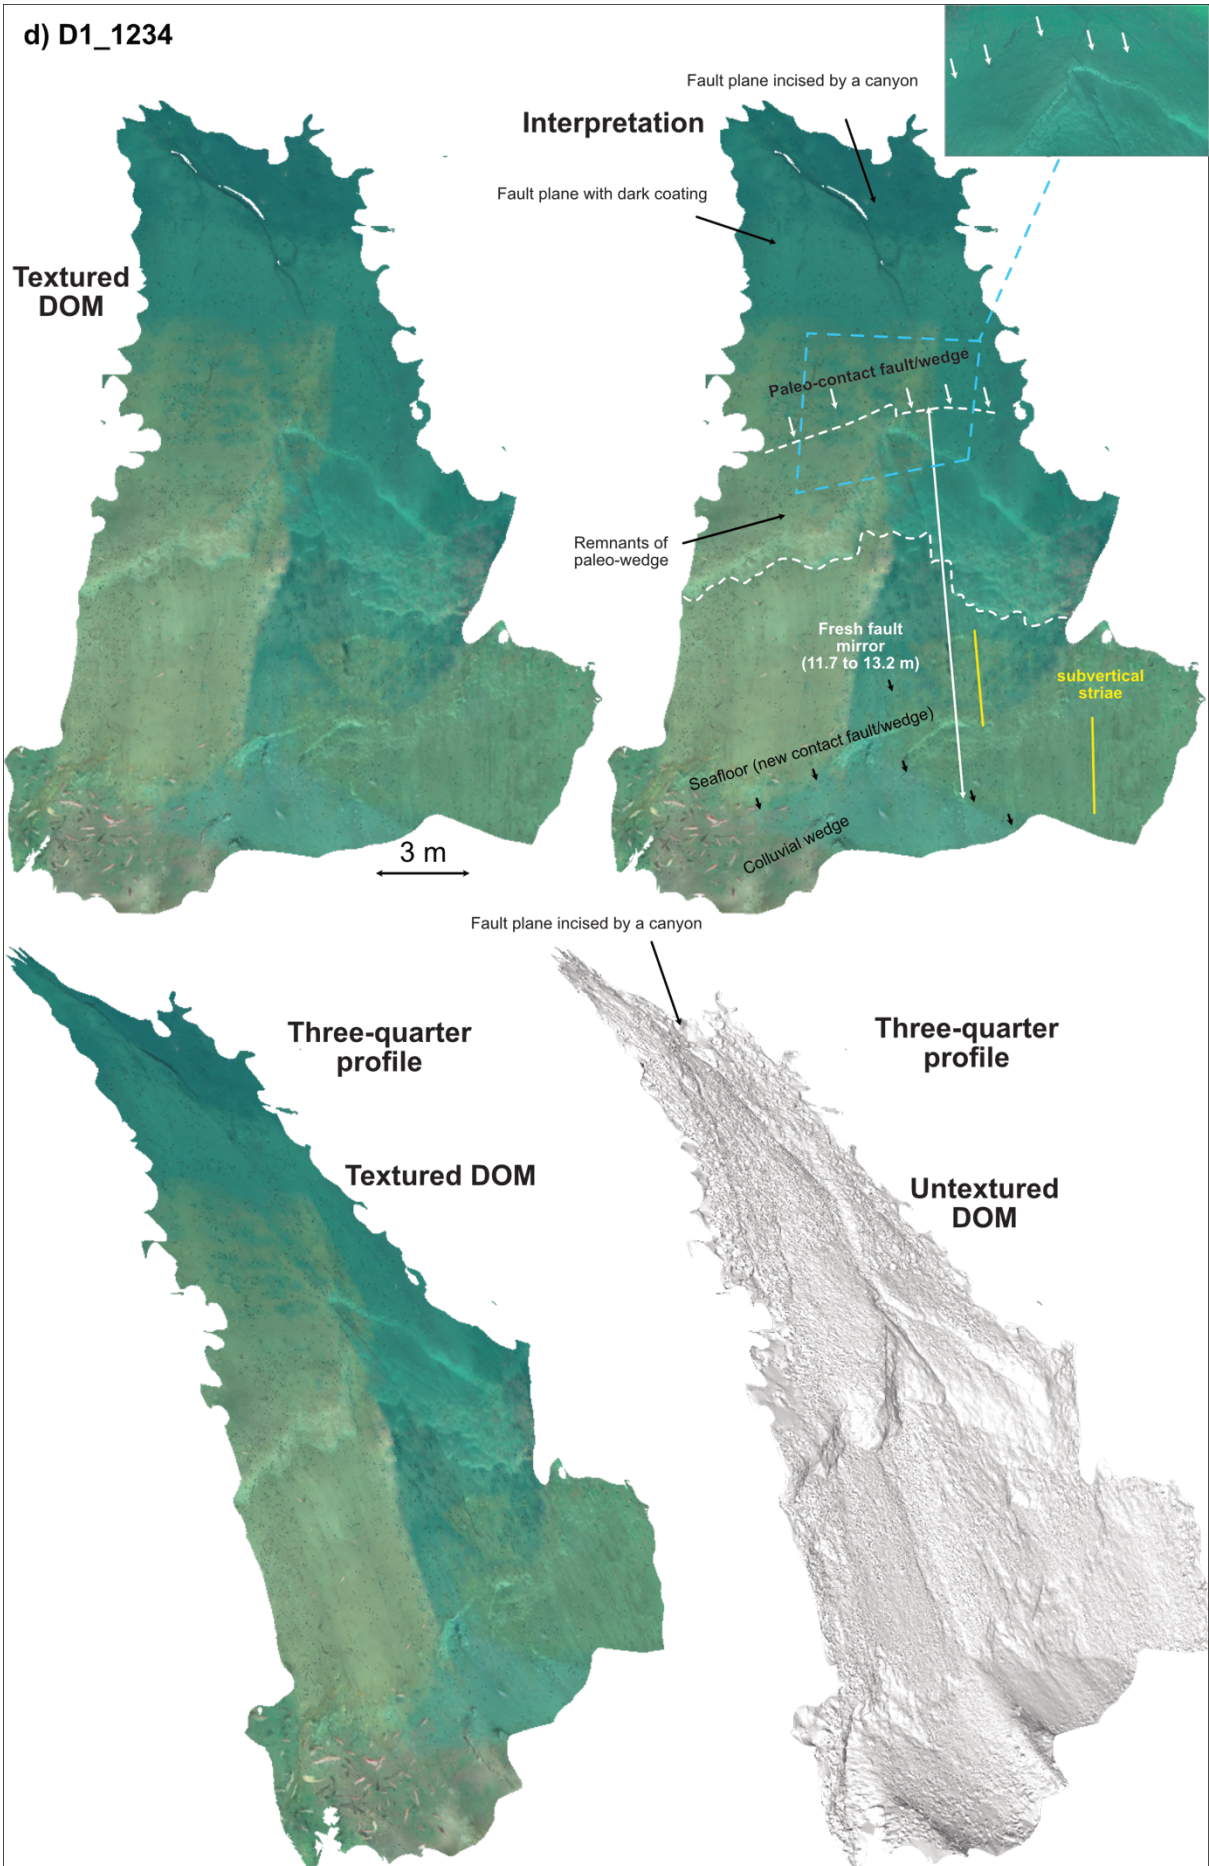 d) D1_1234
Fault plane incised by a canyon
Interpretation
Fault plane with dark coating
Textured
DOM
Paleo-contact fault/wedge
Remnants of
paleo-wedge
Fresh fault
mirror
(11.7 to 13.2 m)
subvertical
striae
Seafloor (new contact fault/wedge)
Colluvial wedge
3 m
Fault plane incised by a canyon
Three-quarter
profile
Three-quarter
profile
Textured DOM
Untextured
DOM